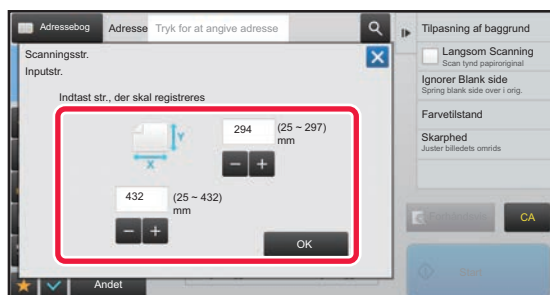 Adressebog
Adresse
Tryk for at angive adresse
Scanningsstr.
Inputstr.
Indtast str., der skal registreres
Y
X
294
(25 ~ 297)
mm
432
(25 ~ 432)
mm
OK
Andet
Tilpasning af baggrund
Langsom Scanning
Scan tynd papiroriginal
Ignorer Blank side
Spring blank side over i orig.
Farvetilstand
Skarphed
Juster billedets omrids
CA
Start